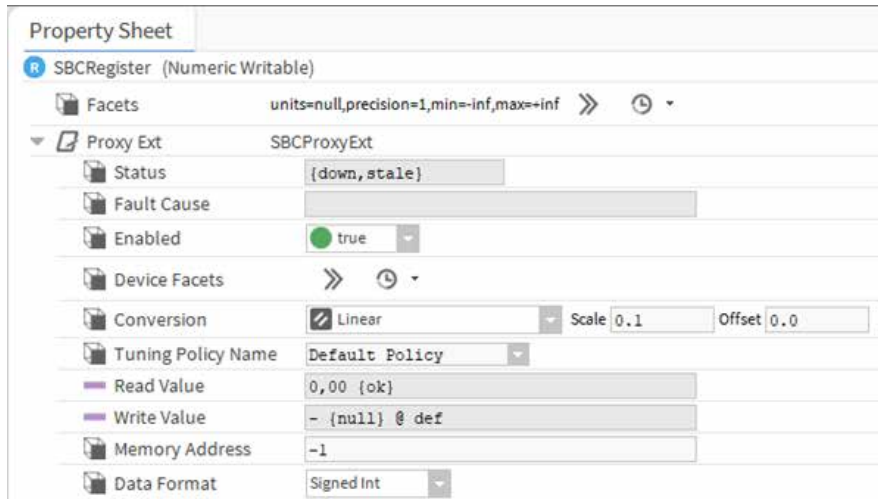 Property Sheet
R SBCRegister (Numeric Writable)
Facets units=null,precision=1,min=-inf,max=+inf
Proxy Ext SBCProxyExt
Status {down,stale}
Fault Cause
Enabled true
Device Facets
Conversion Linear Scale 0.1 Offset 0.0
Tuning Policy Name Default Policy
Read Value 0,00 {ok}
Write Value - {null} @ def
Memory Address -1
Data Format Signed Int